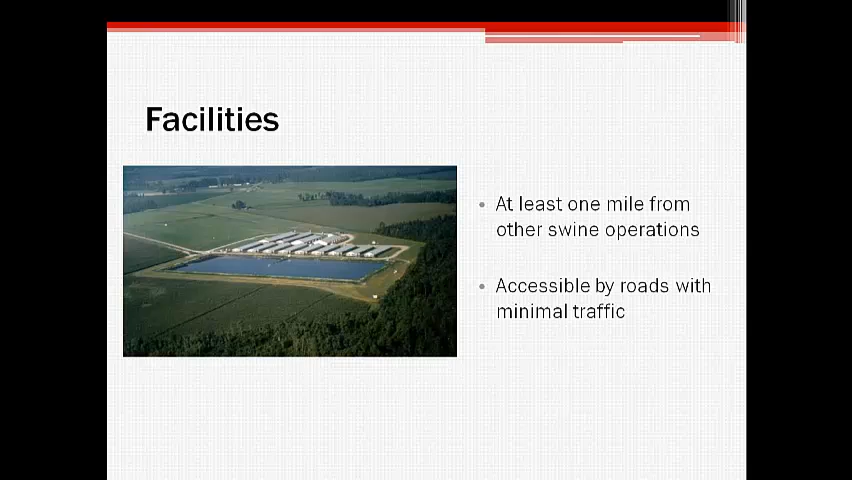 Facilities
• At least one mile from
other swine operations
• Accessible by roads with
minimal traffic